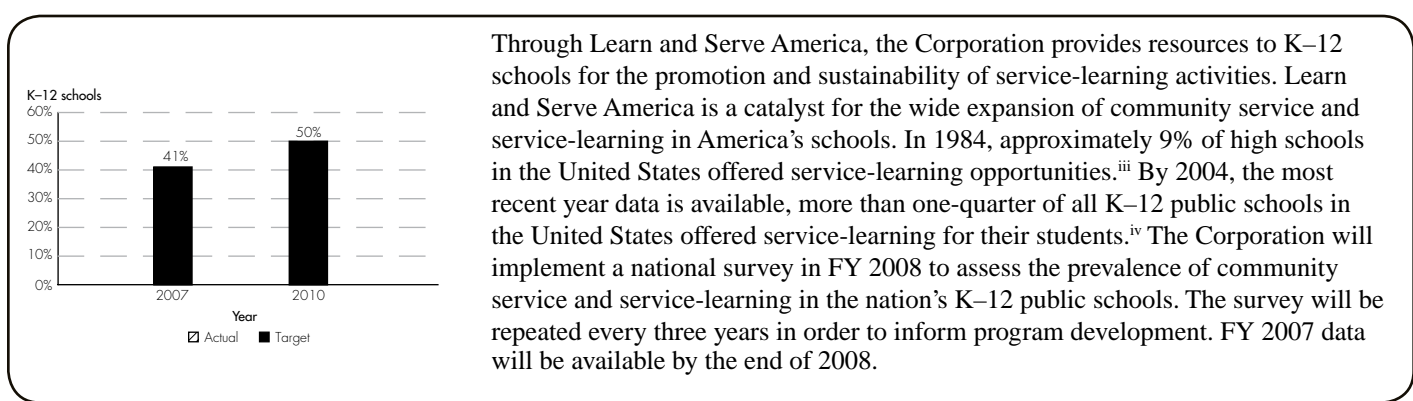 K–12 schools
60%
50%
40%
30%
20%
10%
0%
41%
50%
2007 2010
Year
Actual Target
Through Learn and Serve America, the Corporation provides resources to K–12
schools for the promotion and sustainability of service-learning activities. Learn
and Serve America is a catalyst for the wide expansion of community service and
service-learning in America’s schools. In 1984, approximately 9% of high schools
in the United States offered service-learning opportunities.iii By 2004, the most
recent year data is available, more than one-quarter of all K–12 public schools in
the United States offered service-learning for their students.iv The Corporation will
implement a national survey in FY 2008 to assess the prevalence of community
service and service-learning in the nation’s K–12 public schools. The survey will be
repeated every three years in order to inform program development. FY 2007 data
will be available by the end of 2008.